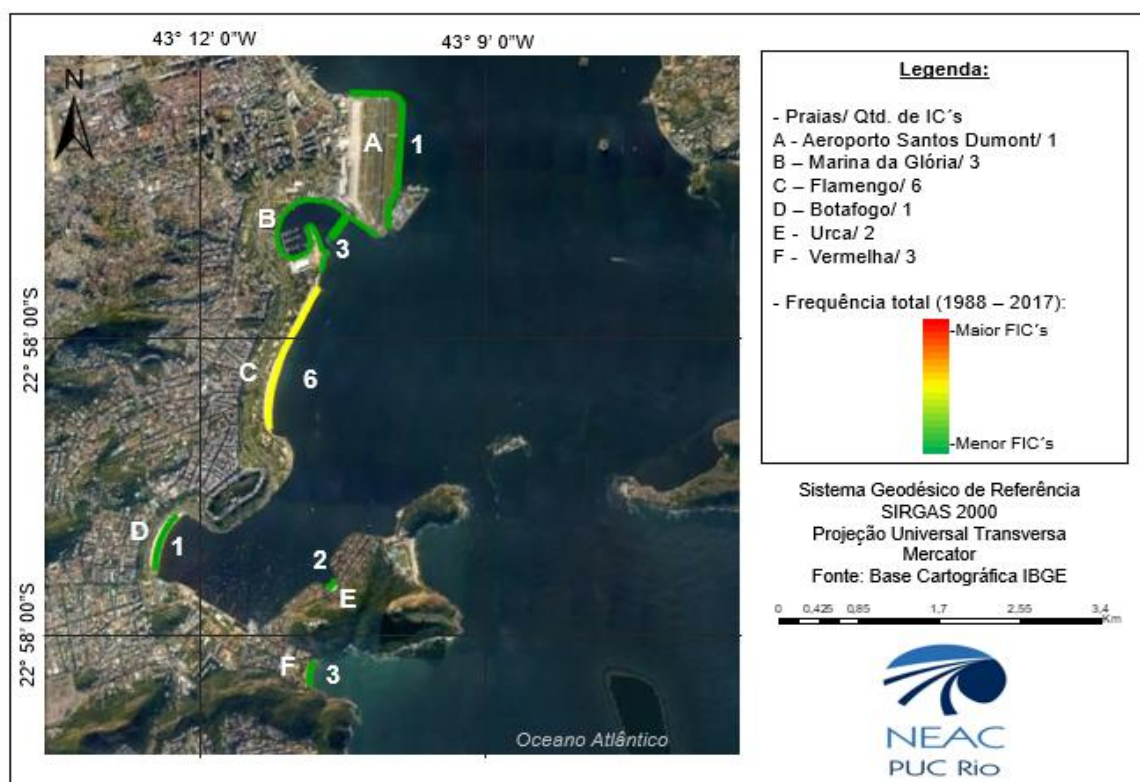 43° 12 0”W
43° 9 ’0”W
N
A
1
B
3
22° 58’ 00”S
C
6
D
1
2
E
22° 58’ 00”S
F
3
Oceano Atlântico
Legenda:
- Praias/ Qtd. de IC´s
A - Aeroporto Santos Dumont/ 1
B – Marina da Glória/ 3
C – Flamengo/ 6
D – Botafogo/ 1
E - Urca/ 2
F - Vermelha/ 3
- Frequência total (1988 – 2017):
-Maior FIC´s
-Menor FIC´s
Sistema Geodésico de Referência
SIRGAS 2000
Projeção Universal Transversa
Mercator
Fonte: Base Cartográfica IBGE
0 0,425 0,85 1,7 2,55 3,4
Km
NEAC
PUC Rio